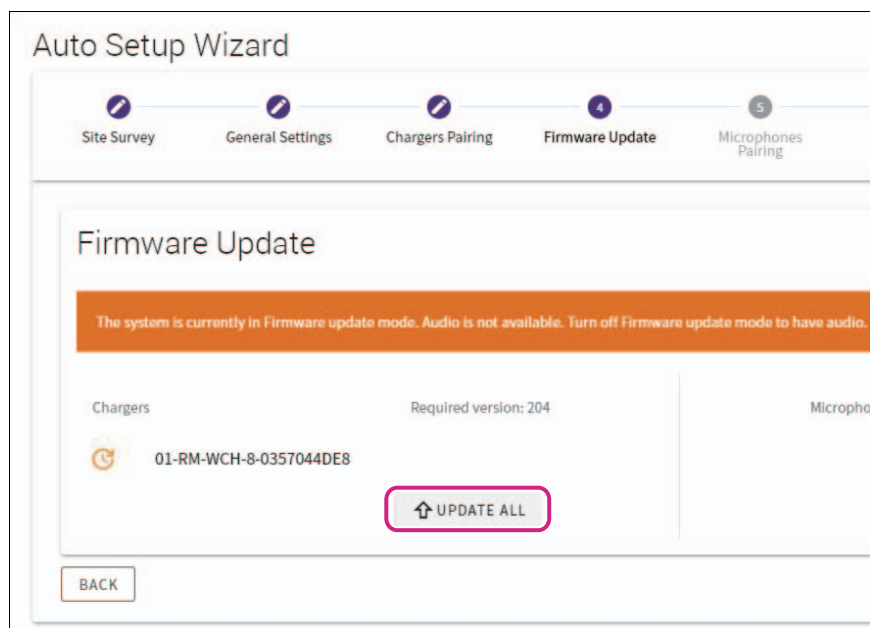 Auto Setup Wizard
4
5
Site Survey
General Settings
Chargers Pairing
Firmware Update
Microphones
Pairing
Firmware Update
The system is currently in Firmware update mode. Audio is not available. Turn off Firmware update mode to have audio.
Chargers
Required version: 204
Micropho
01-RM-WCH-8-0357044DE8
UPDATE ALL
BACK